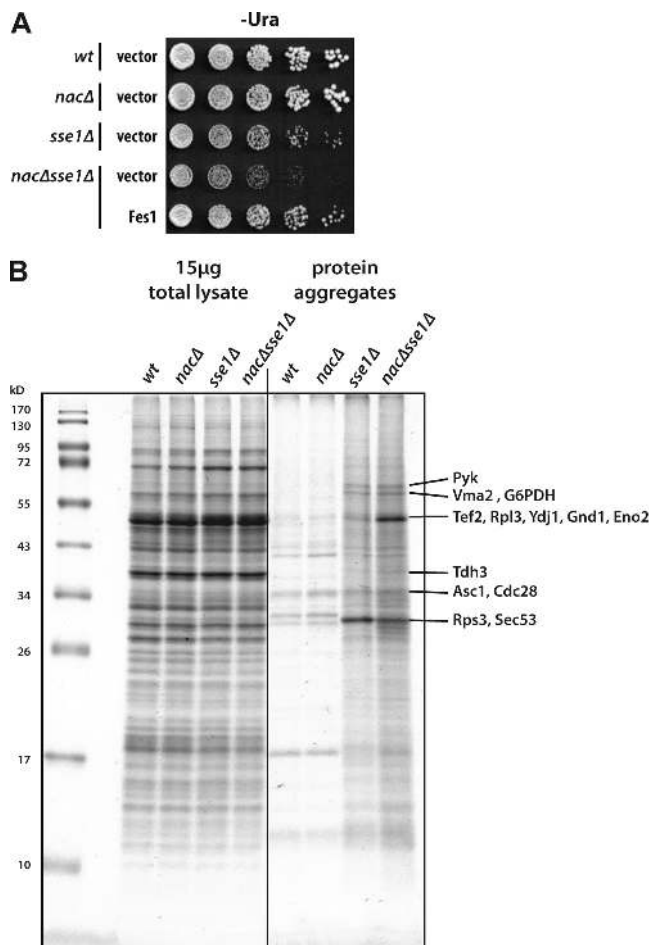 A
-Ura
wt vector
nacΔ vector
sse1Δ vector
nacΔsse1Δ vector
Fes1
B
15µg
total lysate
protein
aggregates
wt nacΔ sse1Δ nacΔsse1Δ wt nacΔ sse1Δ nacΔsse1Δ
kD
170
130
95
72
55
43
34
26
17
10
Pyk
Vma2 , G6PDH
Tef2, Rpl3, Ydj1, Gnd1, Eno2
Tdh3
Asc1, Cdc28
Rps3, Sec53